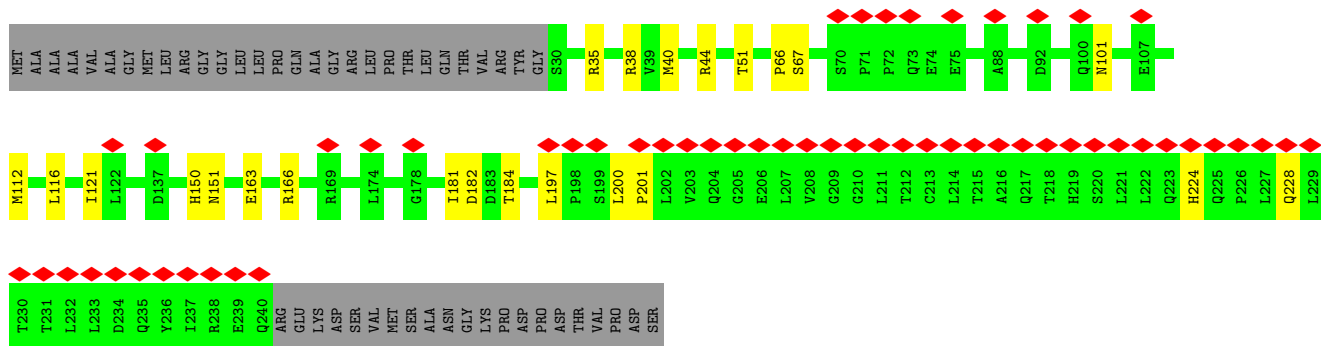 MET ALA ALA ALA VAL ALA GLY MET LEU ARG GLY GLY LEU LEU PRO GLN ALA GLY ARG LEU PRO THR LEU GLN THR VAL ARG TYR GLY S30 R35 R38 V39 M40 R44 T51 P66 S67 S70 P71 P72 Q73 E74 E75 A88 D92 Q100 N101 E107
M112 L116 I121 L122 D137 H150 N151 E163 R166 R169 L174 G178 I181 D182 D183 T184 L197 P198 S199 L200 P201 L202 V203 Q204 G205 E206 L207 V208 G209 G210 L211 T212 C213 L214 T215 A216 Q217 T218 H219 S220 L221 L222 Q223 H224 Q225 P226 L227 Q228 L229
T230 T231 L232 L233 D234 Q235 Y236 I237 R238 E239 Q240 ARG GLU LYS ASP SER VAL MET SER ALA ASN GLY LYS PRO ASP PRO ASP THR VAL PRO ASP SER